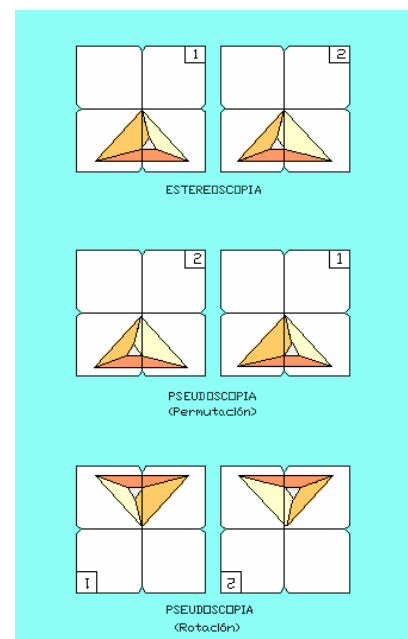 1 2
ESTEREOSCOPIA
2 1
PSEUDOSCOPIA
(Permutación)
1 2
PSEUDOSCOPIA
(Rotación)